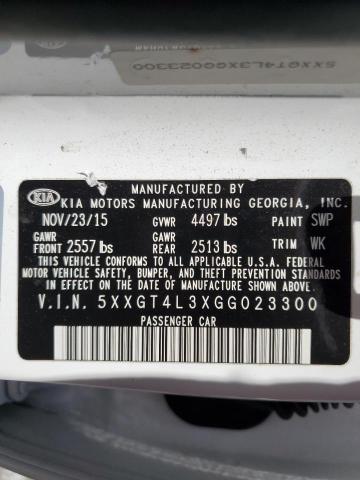 5XXGT4L3XGG023300
KIA
MANUFACTURED BY
KIA MOTORS MANUFACTURING GEORGIA, INC.
NOV/23/15 GVWR 4497 lbs PAINT SWP
GAWR FRONT 2557 lbs GAWR REAR 2513 lbs TRIM WK
THIS VEHICLE CONFORMS TO ALL APPLICABLE U.S.A. FEDERAL
MOTOR VEHICLE SAFETY, BUMPER, AND THEFT PREVENTION STANDARDS
IN EFFECT ON THE DATE OF MANUFACTURE SHOWN ABOVE.
V.I.N. 5XXGT4L3XGG023300
PASSENGER CAR